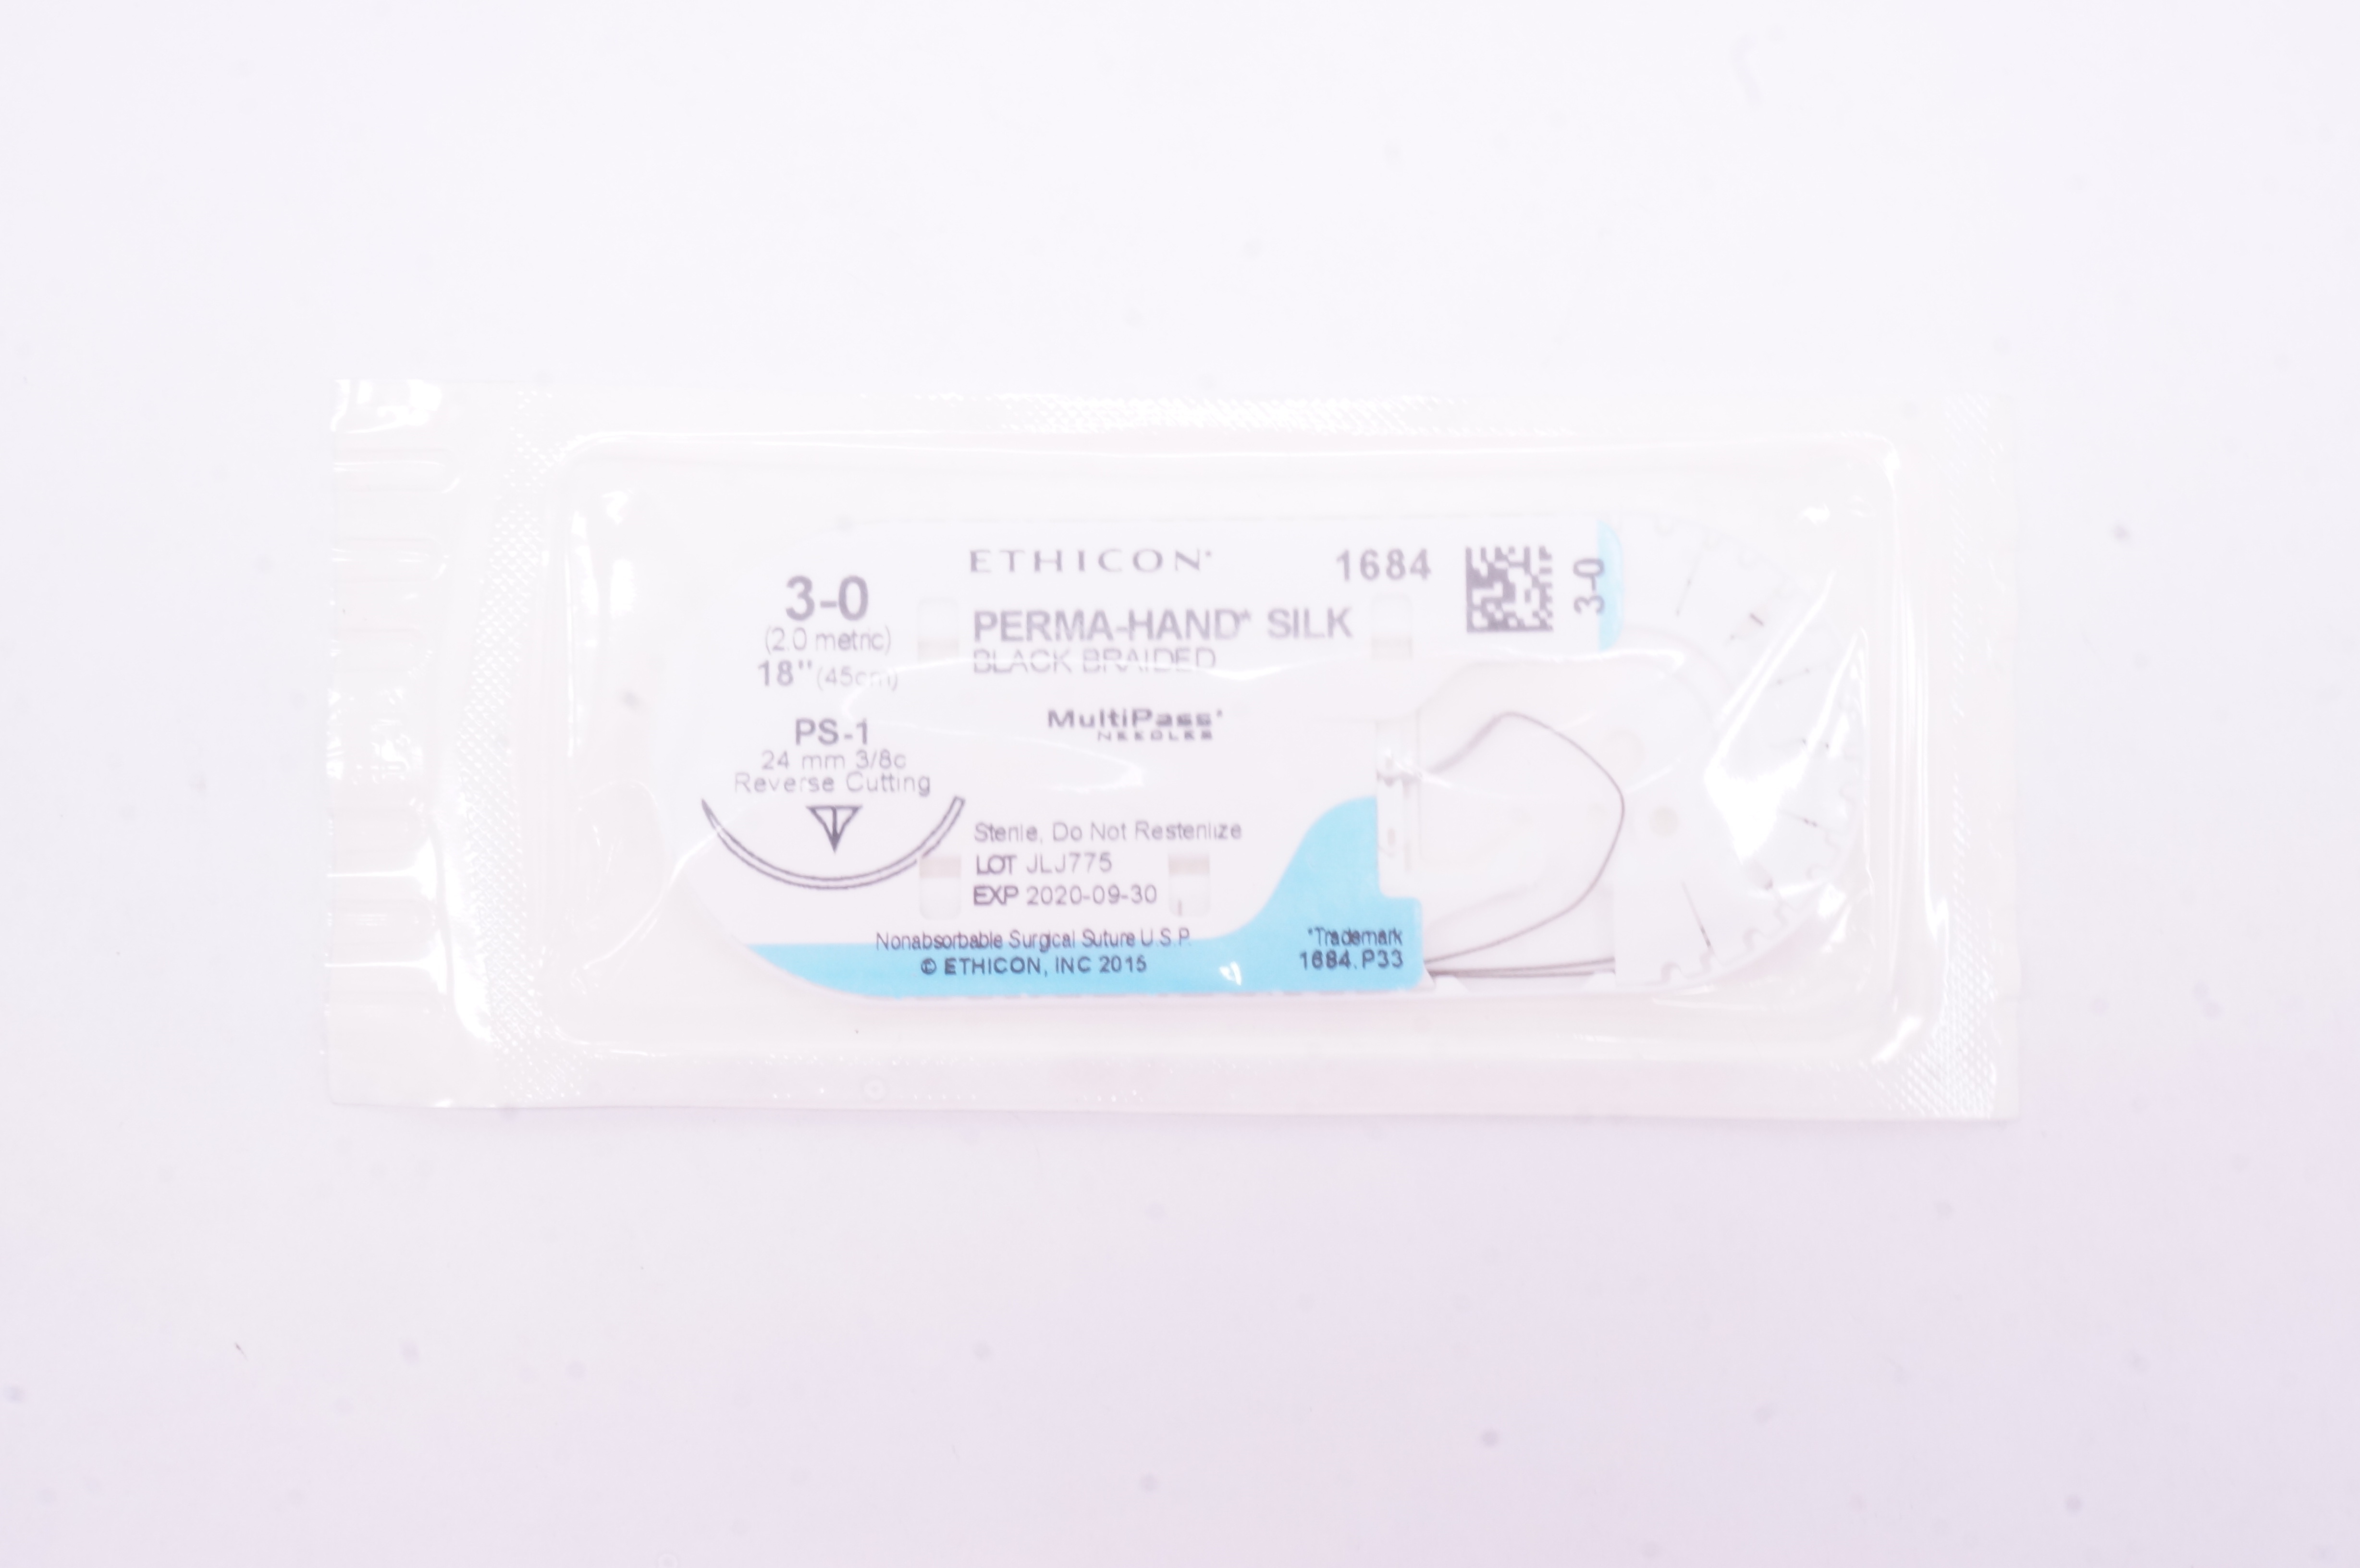 ETHICON*
1684
3-0
3-0
(2.0 metric)
18" (45cm)
PERMA-HAND* SILK
BLACK BRAIDED
PS-1
24 mm 3/8c
Reverse Cutting
MultiPass*
NEEDLES
Sterile, Do Not Resterilize
LOT JLJ775
EXP 2020-09-30
Nonabsorbable Surgical Suture U.S.P.
© ETHICON, INC 2015
*Trademark
1684.P33